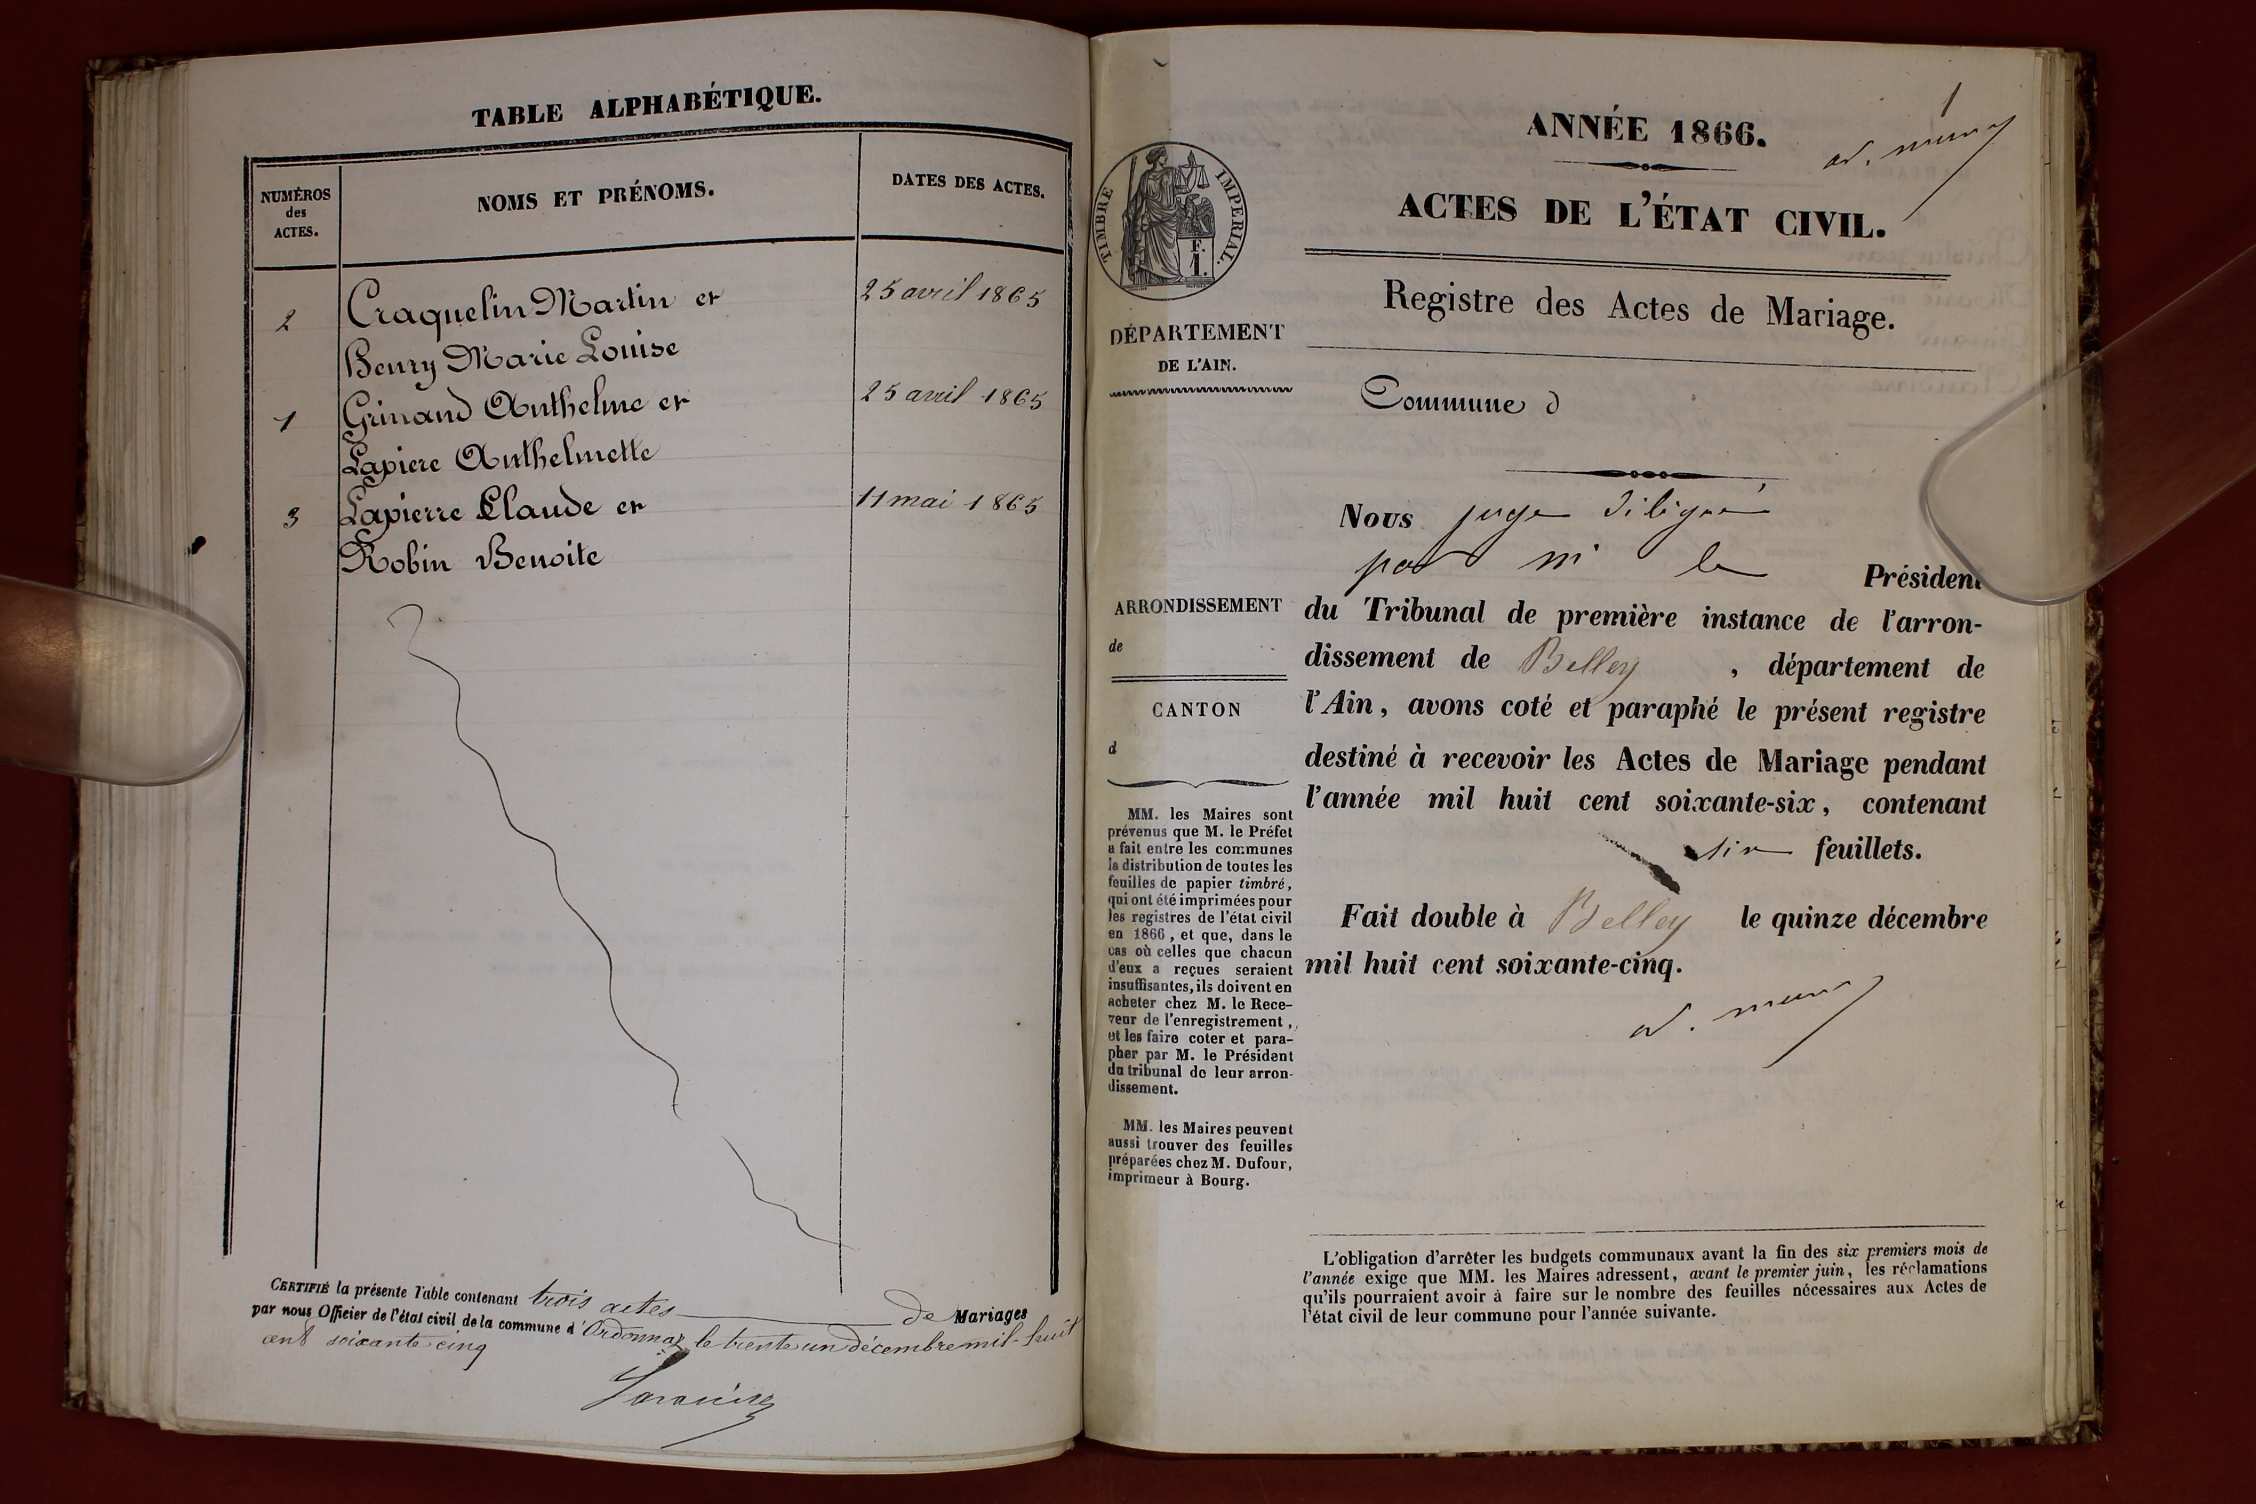 TABLE ALPHABÉTIQUE.
NUMÉROS
des
ACTES.
NOMS ET PRÉNOMS.
DATES DES ACTES.
2 Craquelin Martin et 25 avril 1865
Henry Marie Louise
1 Grinand Anthelme et 25 avril 1865
Lapiere Anthelmette
3 Lapierre Claude et 11 mai 1865
Robin Benoite
CERTIFIÉ la présente Table contenant trois actes de Mariages
par nous Officier de l'état civil de la commune d'Ordonnaz le trente un décembre mil-huit
cent soixante cinq
1
ANNÉE 1866.
ACTES DE L'ÉTAT CIVIL.
Registre des Actes de Mariage.
Commune d
TIMBRE IMPERIAL.
F.
1.
DÉPARTEMENT
DE L'AIN.
ARRONDISSEMENT
de
CANTON
d
MM. les Maires sont
prévenus que M. le Préfet
a fait entre les communes
la distribution de toutes les
feuilles de papier timbré,
qui ont été imprimées pour
les registres de l'état civil
en 1866, et que, dans le
cas où celles que chacun
d'eux a reçues seraient
insuffisantes, ils doivent en
acheter chez M. le Rece-
veur de l'enregistrement,
et les faire coter et para-
pher par M. le Président
du tribunal de leur arron-
dissement.
MM. les Maires peuvent
aussi trouver des feuilles
préparées chez M. Dufour,
imprimeur à Bourg.
Nous juge délégué
par m le Président
du Tribunal de première instance de l'arron-
dissement de Belley, département de
l'Ain, avons coté et paraphé le présent registre
destiné à recevoir les Actes de Mariage pendant
l'année mil huit cent soixante-six, contenant
six feuillets.
Fait double à Belley le quinze décembre
mil huit cent soixante-cinq.
L'obligation d'arrêter les budgets communaux avant la fin des six premiers mois de
l'année exige que MM. les Maires adressent, avant le premier juin, les réclamations
qu'ils pourraient avoir à faire sur le nombre des feuilles nécessaires aux Actes de
l'état civil de leur commune pour l'année suivante.